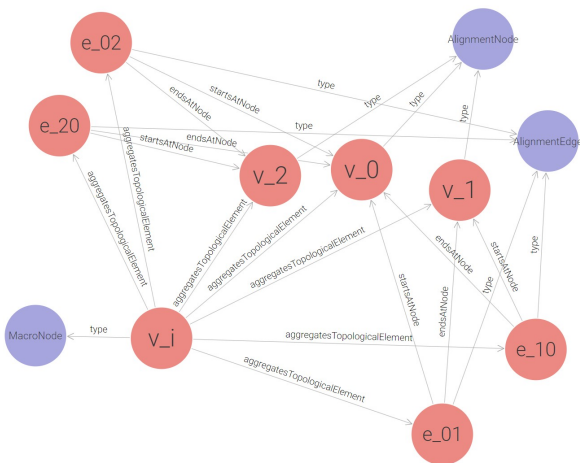 e_02
AlignmentNode
type
endsAtNode
startsAtNode
type
type
type
e_20
endsAtNode
type
startsAtNode
AlignmentEdge
aggregatesTopologicalElement
v_2
v_0
v_1
aggregatesTopologicalElement
aggregatesTopologicalElement
aggregatesTopologicalElement
aggregatesTopologicalElement
endsAtNode
startsAtNode
type
type
startsAtNode
endsAtNode
MacroNode
type
v_i
aggregatesTopologicalElement
e_10
aggregatesTopologicalElement
e_01